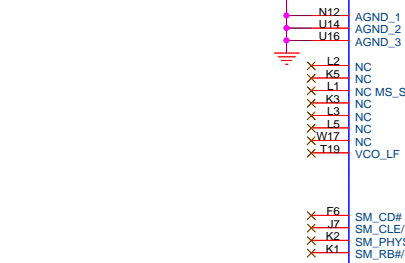 N12 AGND_1
U14 AGND_2
U16 AGND_3
L2 NC
K5 NC
L1 NC MS_S
K3 NC
L3 NC
L5 NC
W17 NC
T19 VCO_LF
F6 SM_CD#
J7 SM_CLE/
K2 SM_PHYS
K1 SM_RB#/